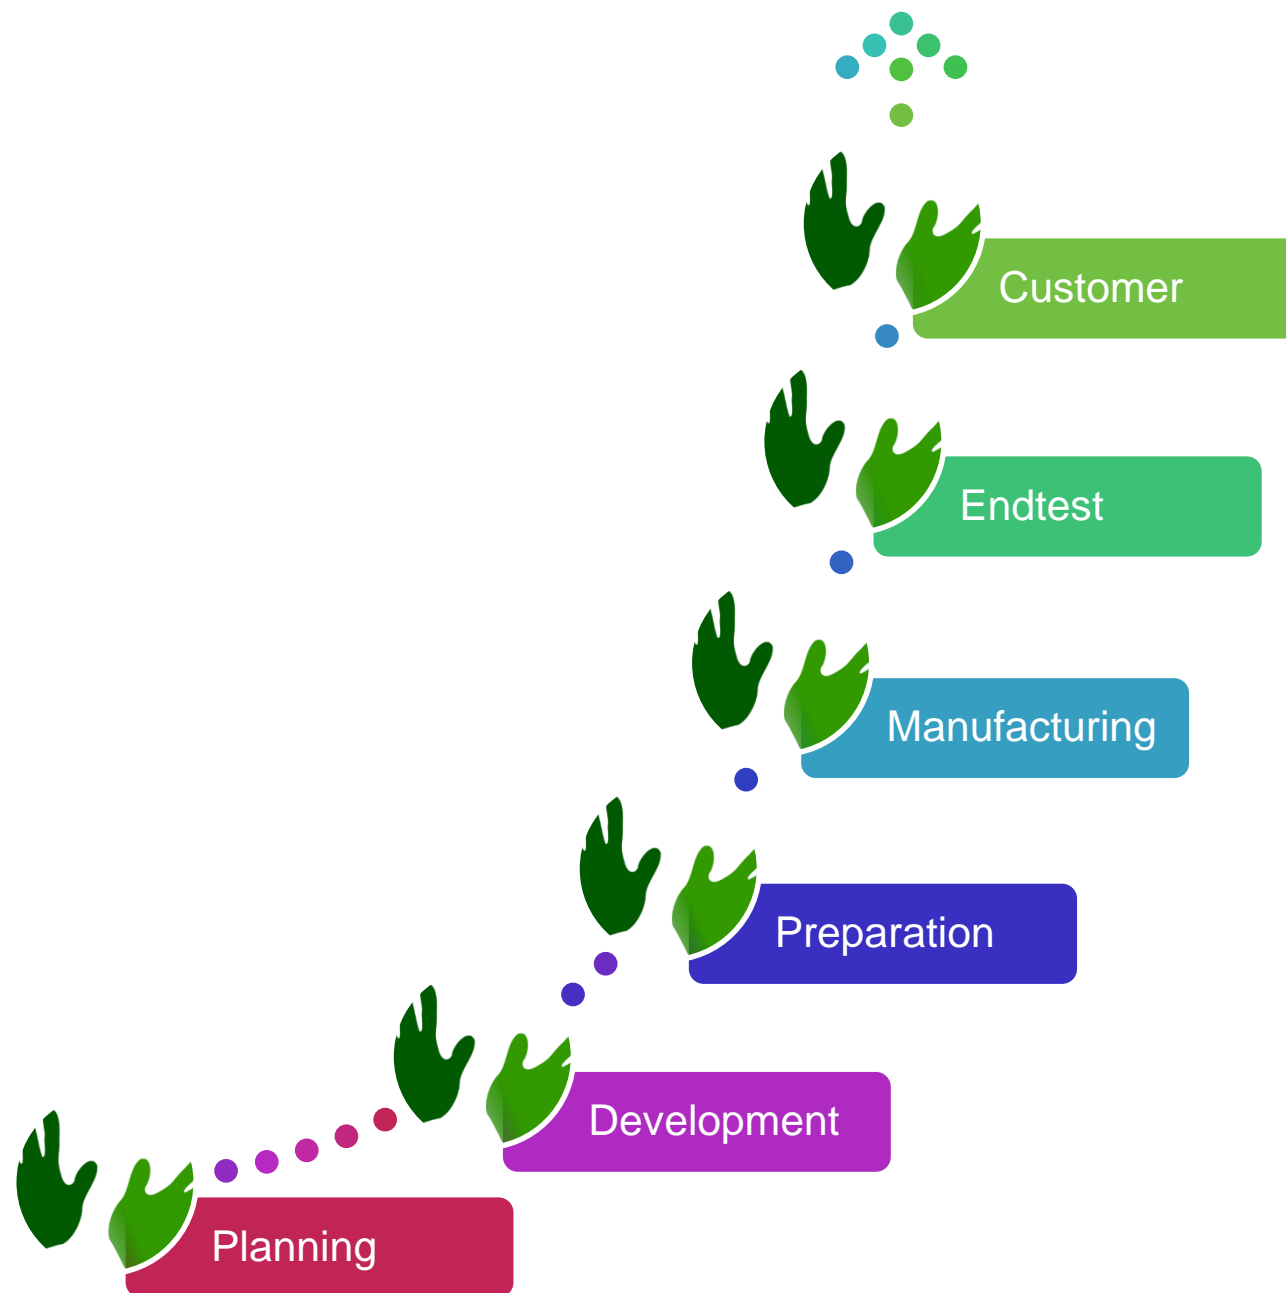 Customer
Endtest
Manufacturing
Preparation
Development
Planning